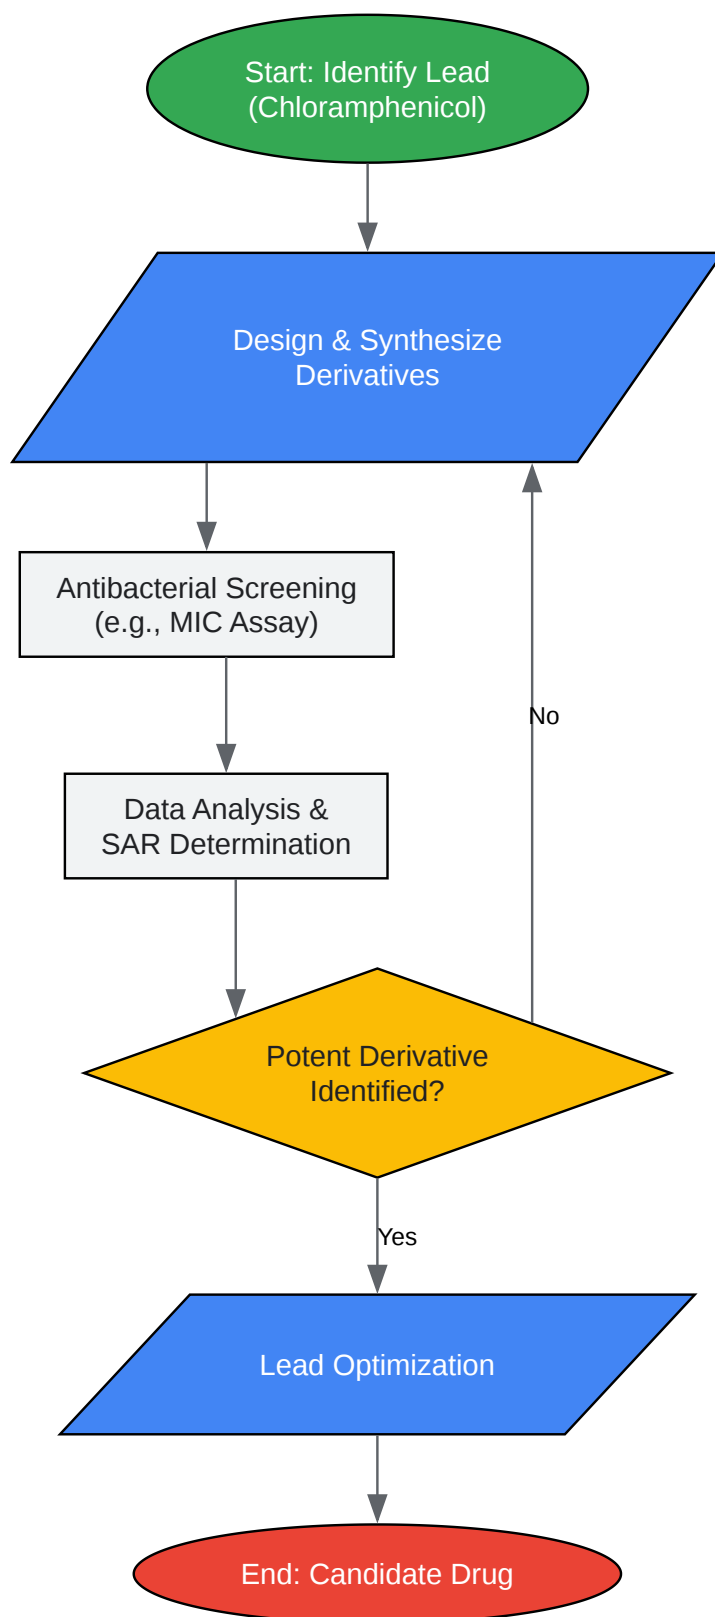 Start: Identify Lead
(Chloramphenicol)
Design & Synthesize
Derivatives
Antibacterial Screening
(e.g., MIC Assay)
No
Data Analysis &
SAR Determination
Potent Derivative
Identified?
Yes
Lead Optimization
End: Candidate Drug